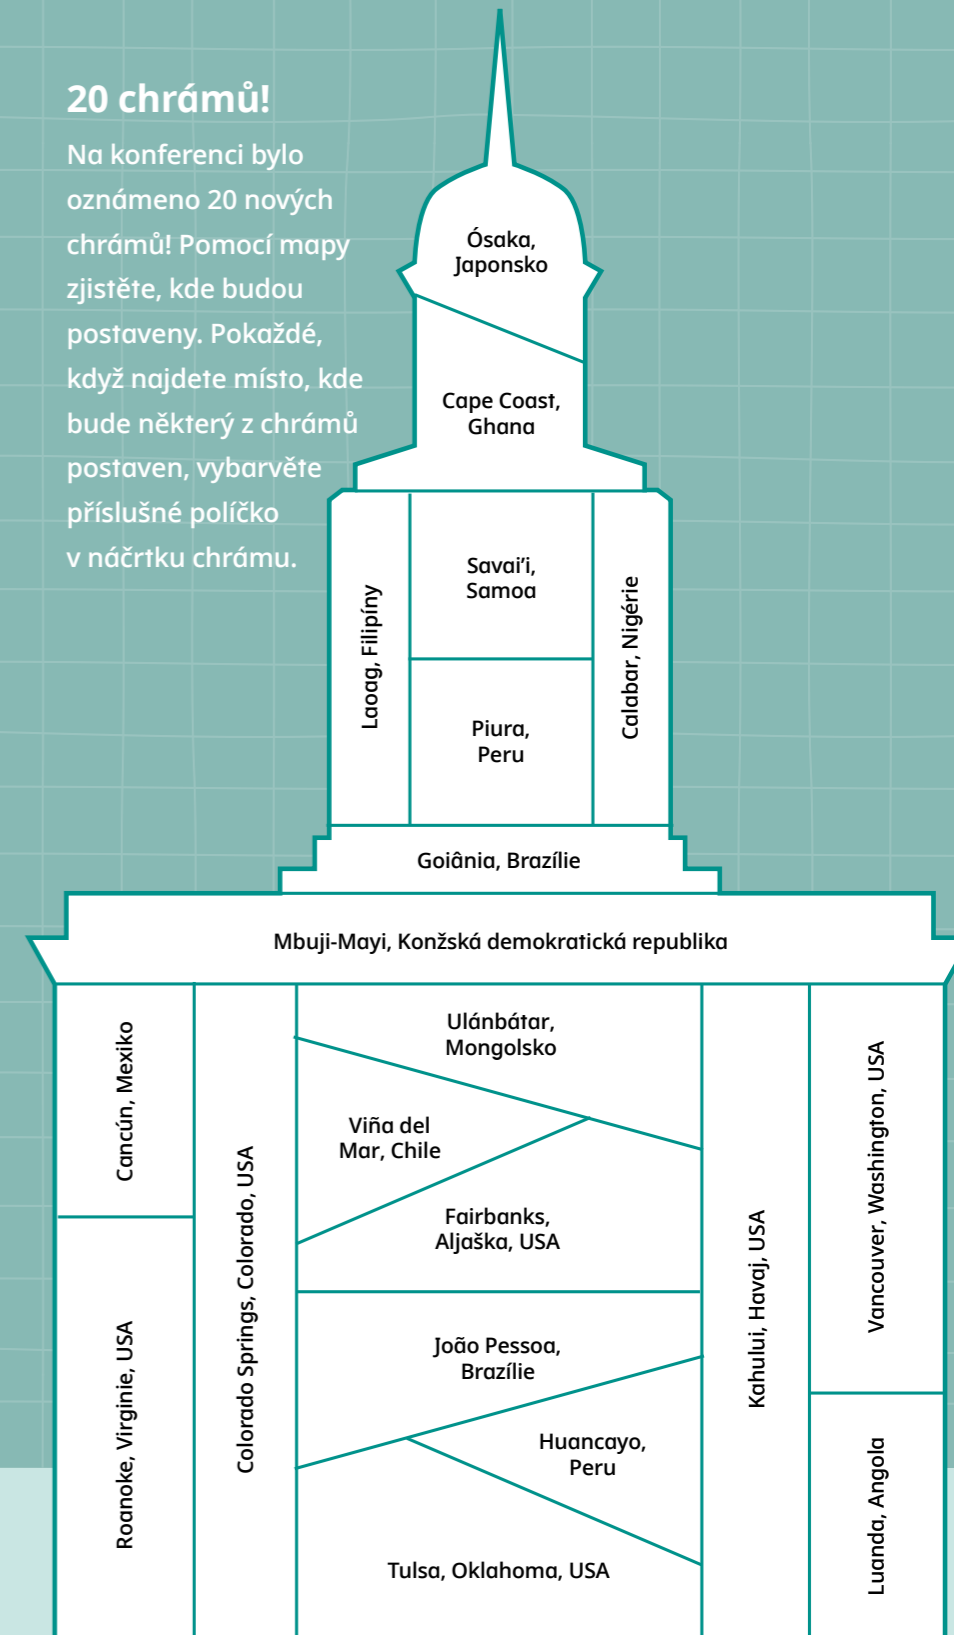 20 chrámů!
Na konferenci bylo
oznámeno 20 nových
chrámů! Pomocí mapy
zjistěte, kde budou
postaveny. Pokaždé,
když najdete místo, kde
bude některý z chrámů
postaven, vybarvěte
příslušné políčko
v náčrtku chrámu.
Ósaka,
Japonsko
Cape Coast,
Ghana
Laoag, Filipíny
Savai’i,
Samoa
Piura,
Peru
Calabar, Nigérie
Goiânia, Brazílie
Mbuji-Mayi, Konžská demokratická republika
Cancún, Mexiko
Roanoke, Virginie, USA
Colorado Springs, Colorado, USA
Ulánbátar,
Mongolsko
Viña del
Mar, Chile
Fairbanks,
Aljaška, USA
João Pessoa,
Brazílie
Huancayo,
Peru
Tulsa, Oklahoma, USA
Kahului, Havaj, USA
Vancouver, Washington, USA
Luanda, Angola